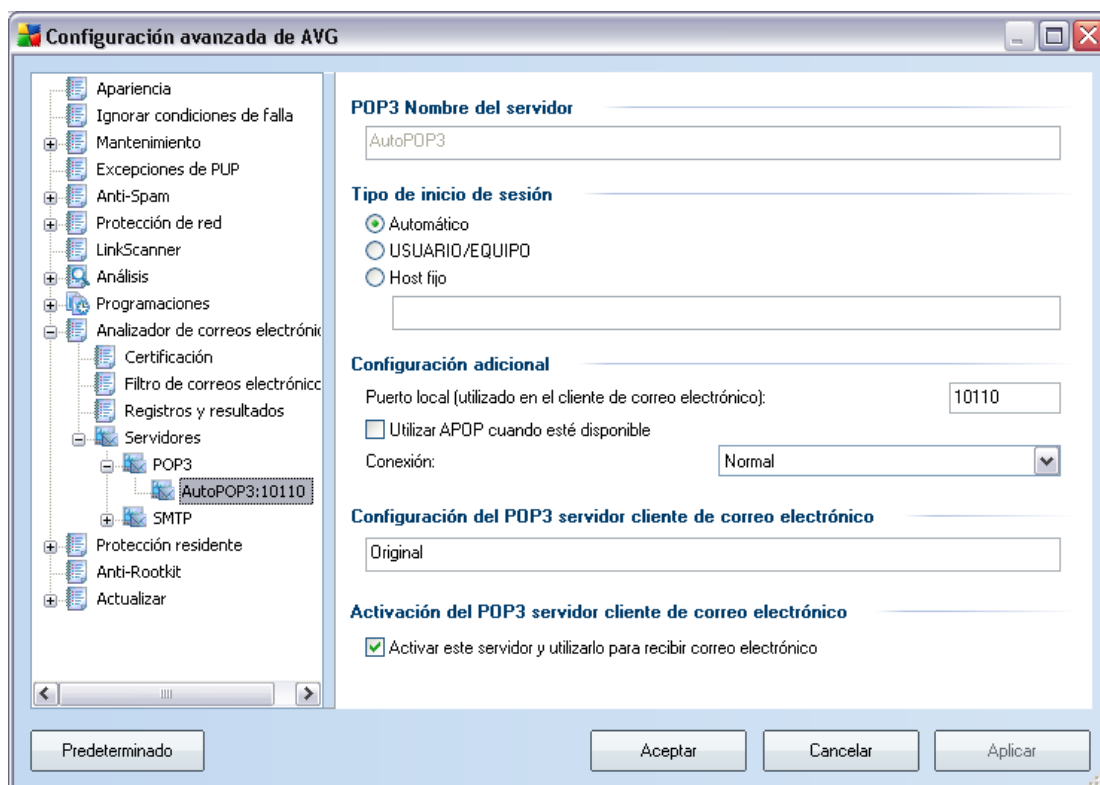 Configuración avanzada de AVG
Apariencia
Ignorar condiciones de falla
Mantenimiento
Excepciones de PUP
Anti-Spam
Protección de red
LinkScanner
Análisis
Programaciones
Analizador de correos electrónic
Certificación
Filtro de correos electrónico
Registros y resultados
Servidores
POP3
AutoPOP3:10110
SMTP
Protección residente
Anti-Rootkit
Actualizar
POP3 Nombre del servidor
AutoPOP3
Tipo de inicio de sesión
Automático
USUARIO/EQUIPO
Host fijo
Configuración adicional
Puerto local (utilizado en el cliente de correo electrónico): 10110
Utilizar APOP cuando esté disponible
Conexión: Normal
Configuración del POP3 servidor cliente de correo electrónico
Original
Activación del POP3 servidor cliente de correo electrónico
Activar este servidor y utilizarlo para recibir correo electrónico
Predeterminado Aceptar Cancelar Aplicar